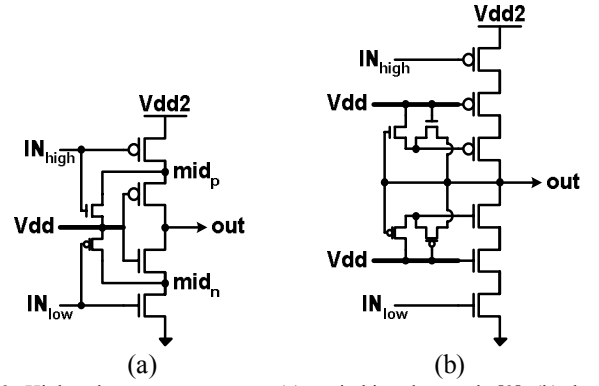 Vdd2
IN_high
mid_p
Vdd
out
mid_n
IN_low
(a)
Vdd2
IN_high
Vdd
out
Vdd
IN_low
(b)